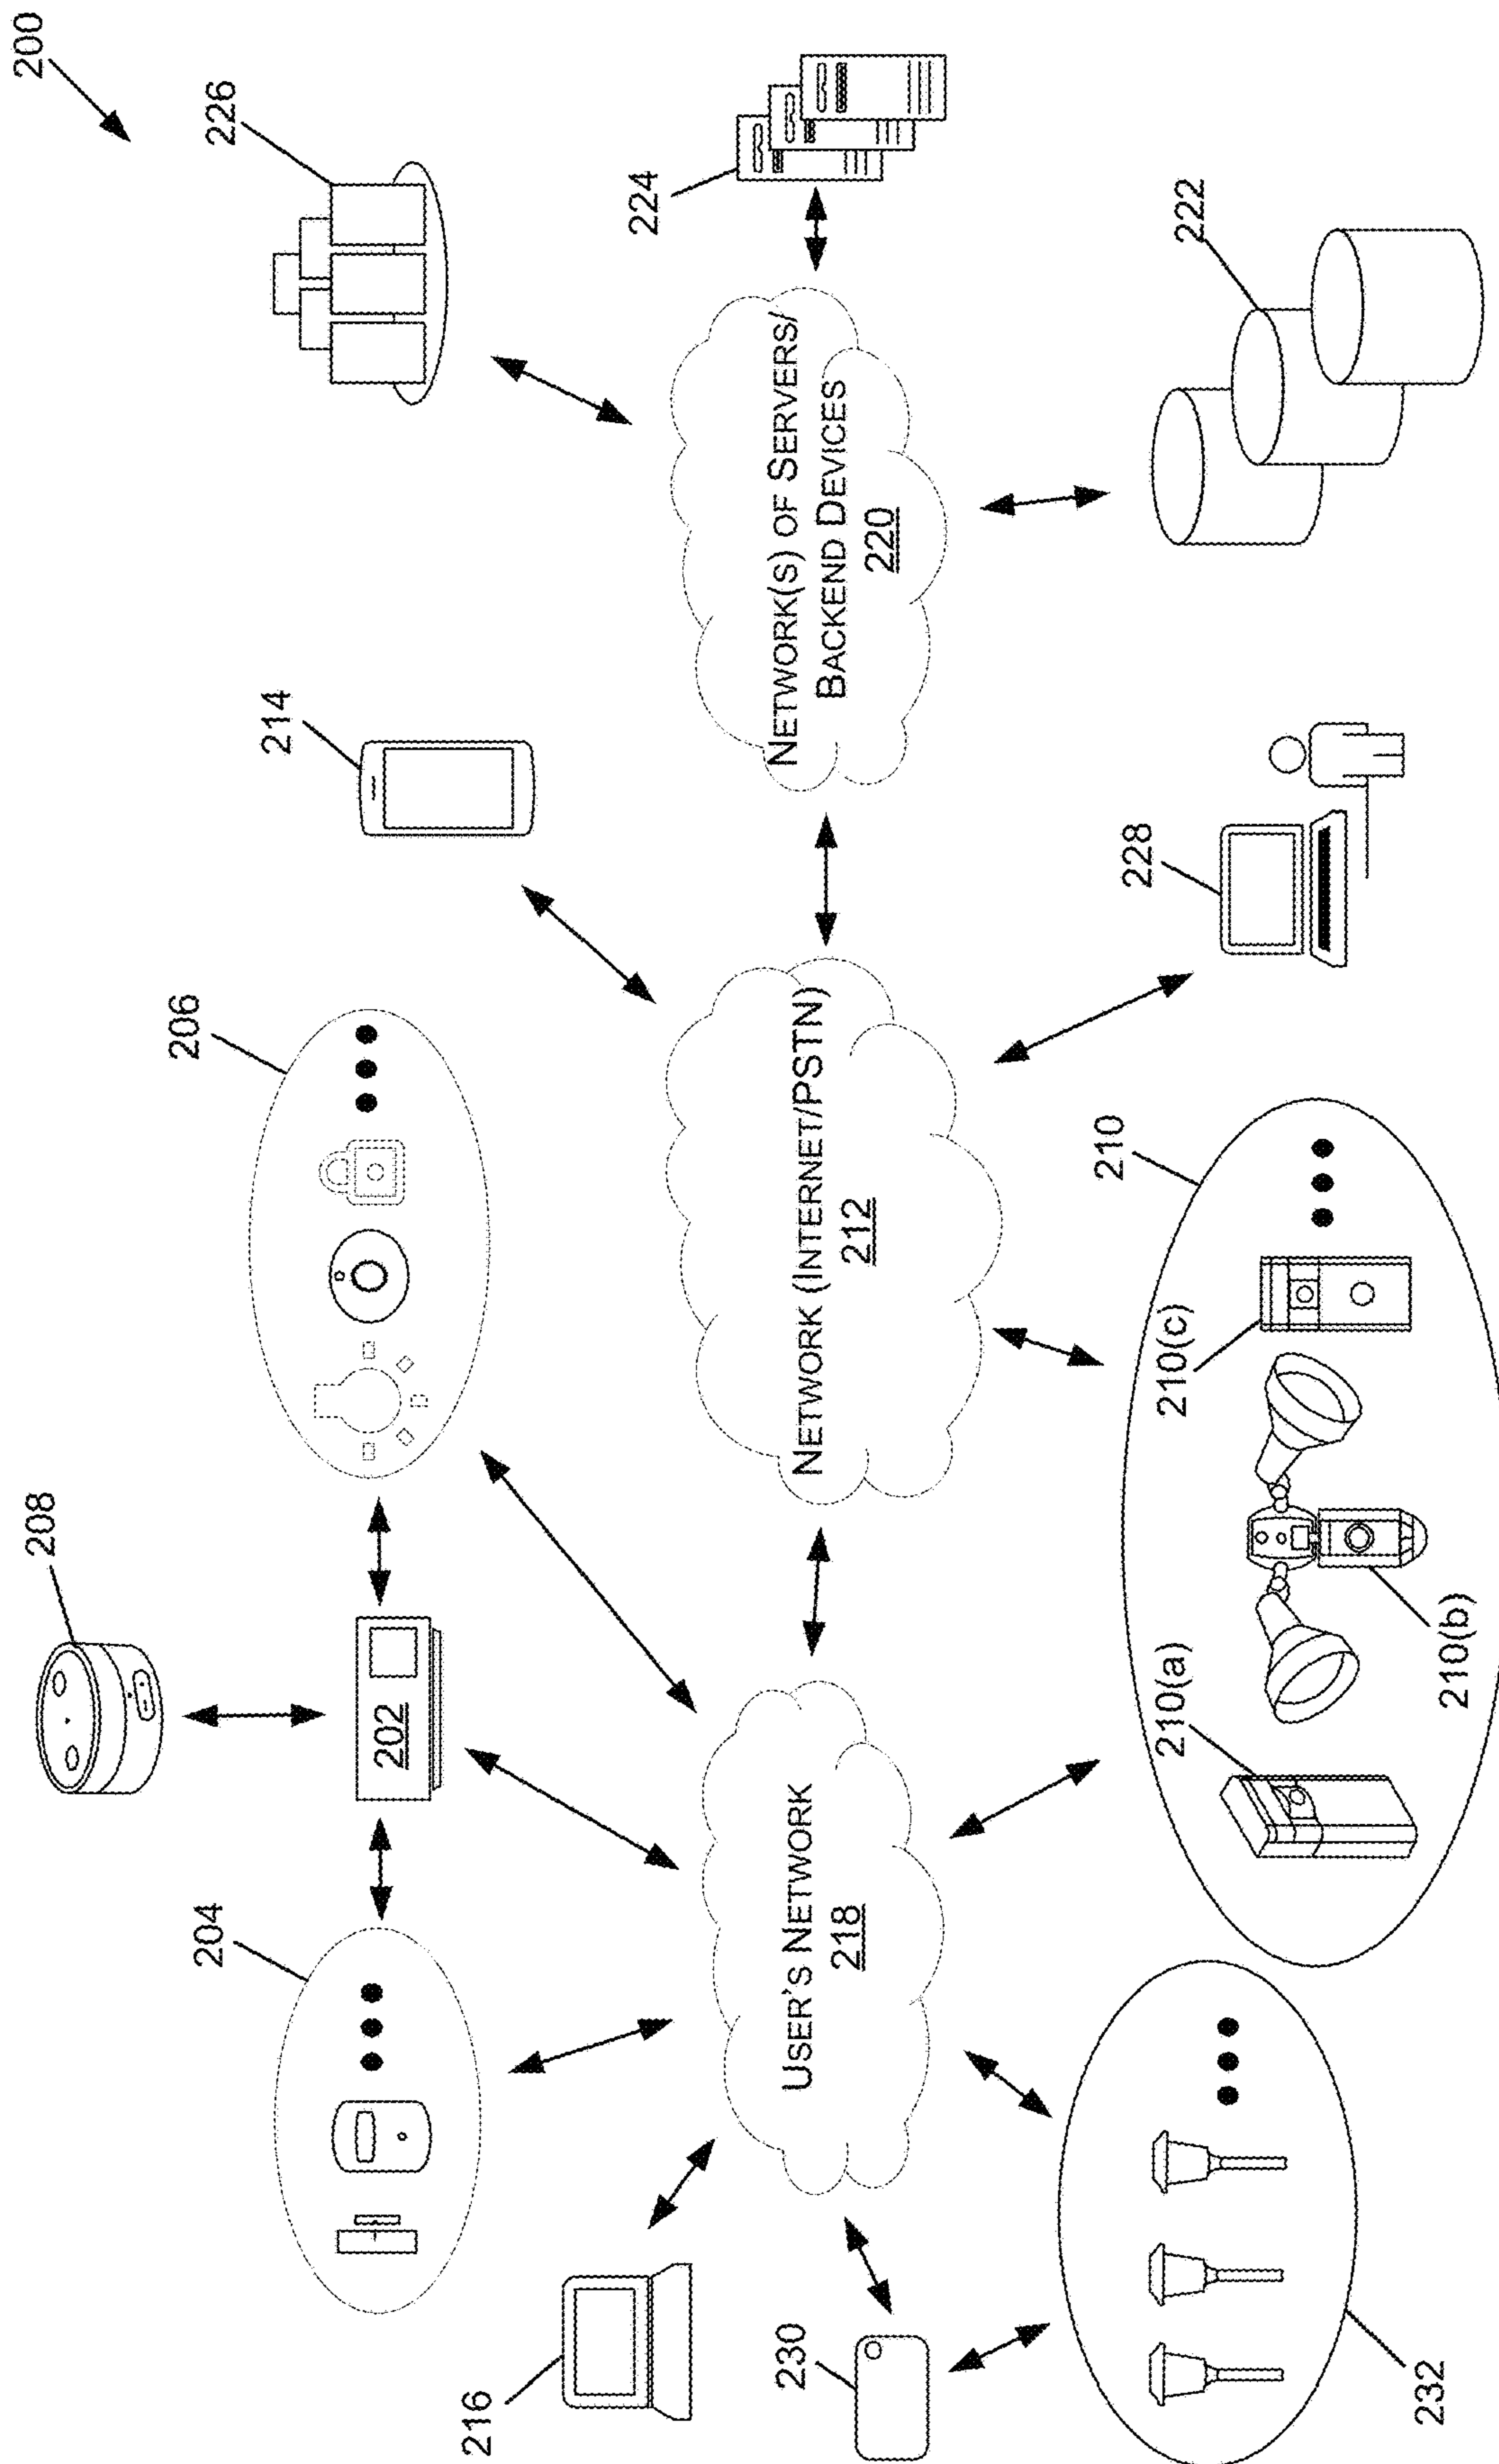 200
208
206
214
226
204
202
216
USER'S NETWORK
218
NETWORK (INTERNET/PSTN)
212
NETWORK(S) OF SERVERS/
BACKEND DEVICES
220
224
230
210(a)
210(c)
210
228
222
232
210(b)